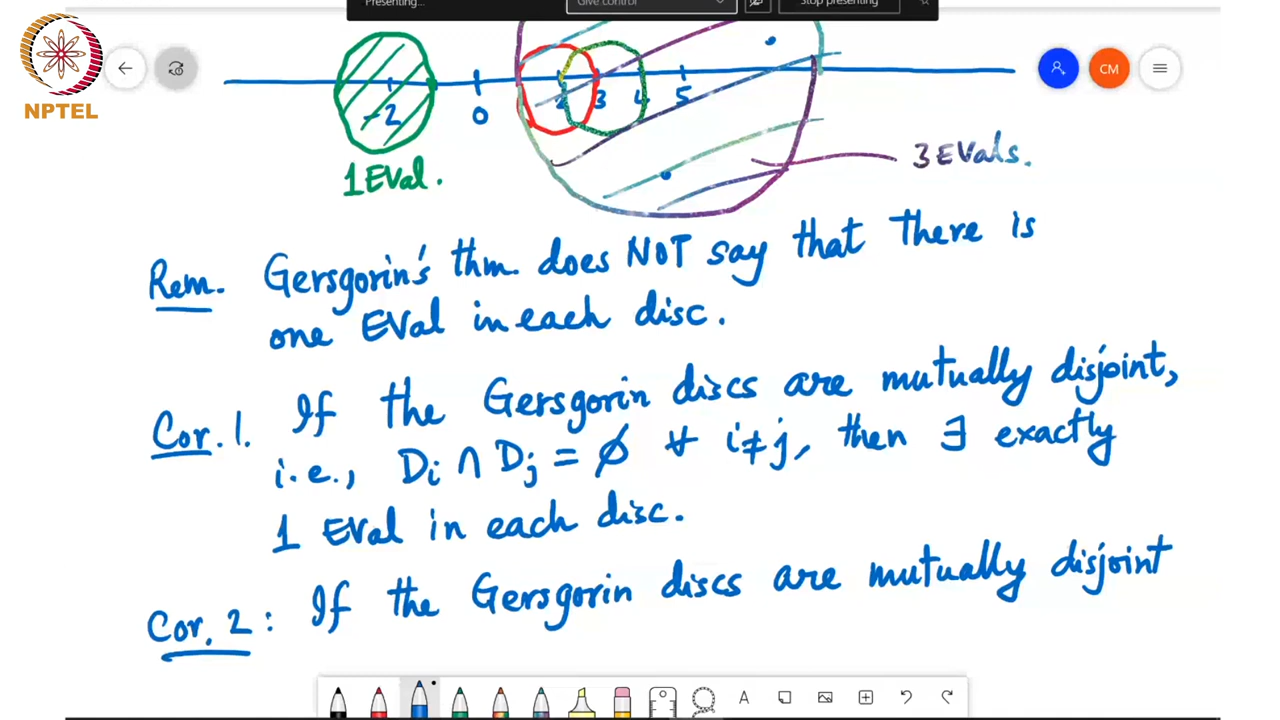 Presenting...
Give control
Stop presenting
NPTEL
CM
-2 0 2 3 4 5
1 EVal.
3 EVals.
Rem. Gersgorin's thm. does NOT say that there is
one EVal in each disc.
Cor. 1. If the Gersgorin discs are mutually disjoint,
i.e., Di ∩ Dj = ∅ ∀ i≠j, then ∃ exactly
1 EVal in each disc.
Cor. 2: If the Gersgorin discs are mutually disjoint
A